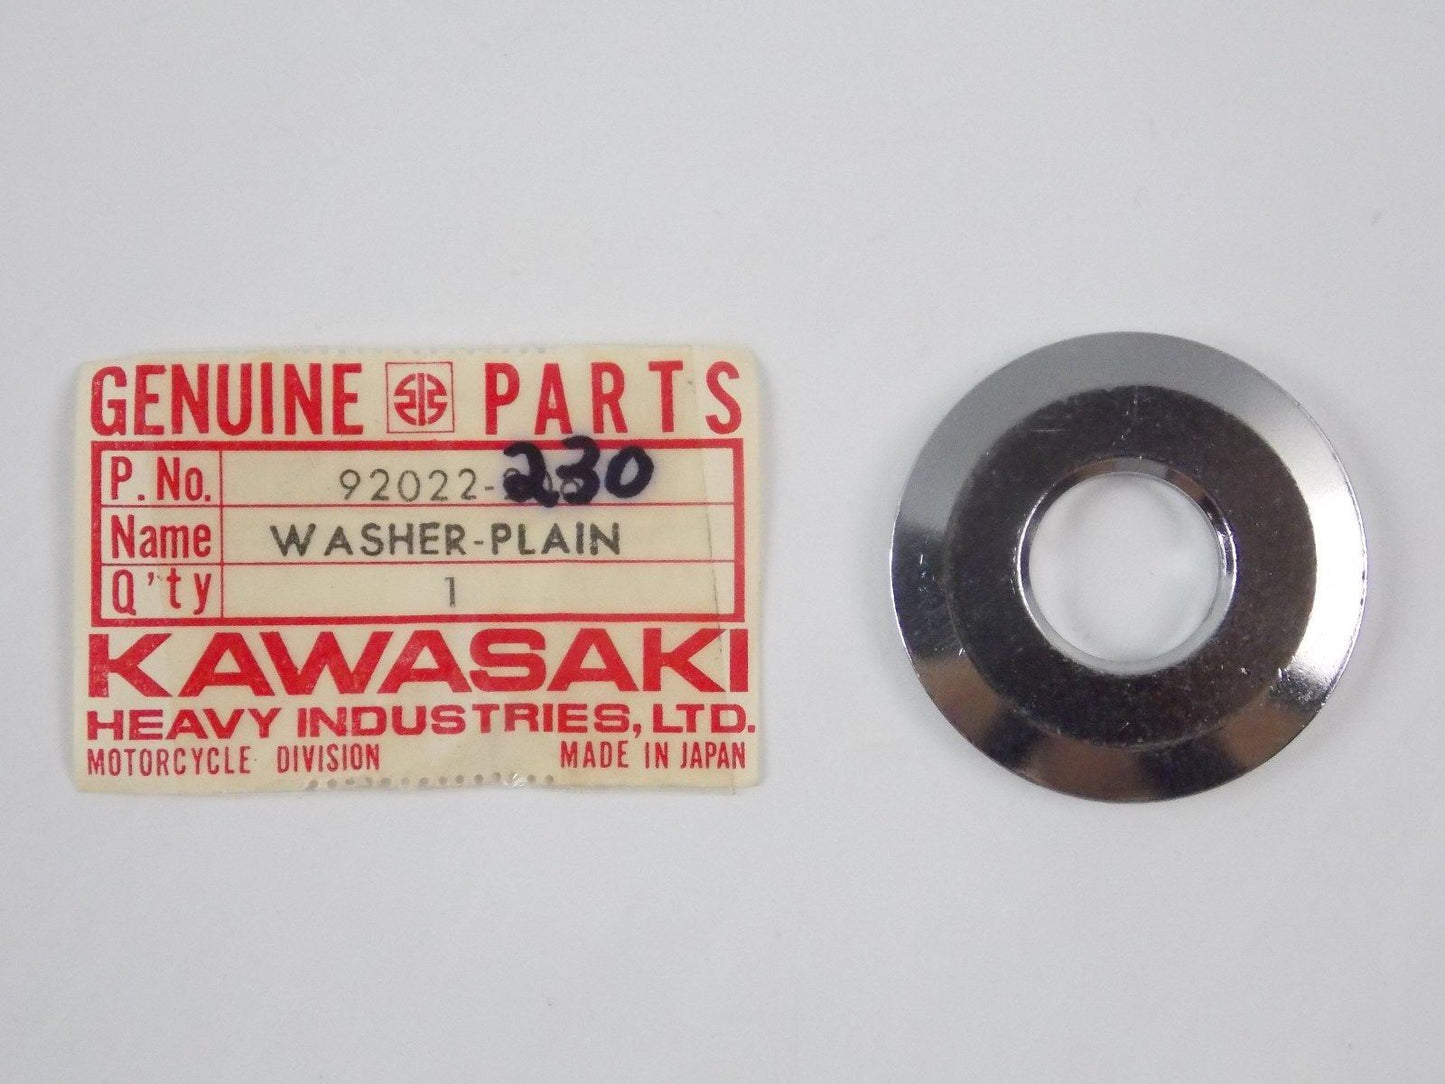 GENUINE PARTS
P. No. 92022-230
Name WASHER-PLAIN
Q'ty 1
KAWASAKI
HEAVY INDUSTRIES, LTD.
MOTORCYCLE DIVISION MADE IN JAPAN